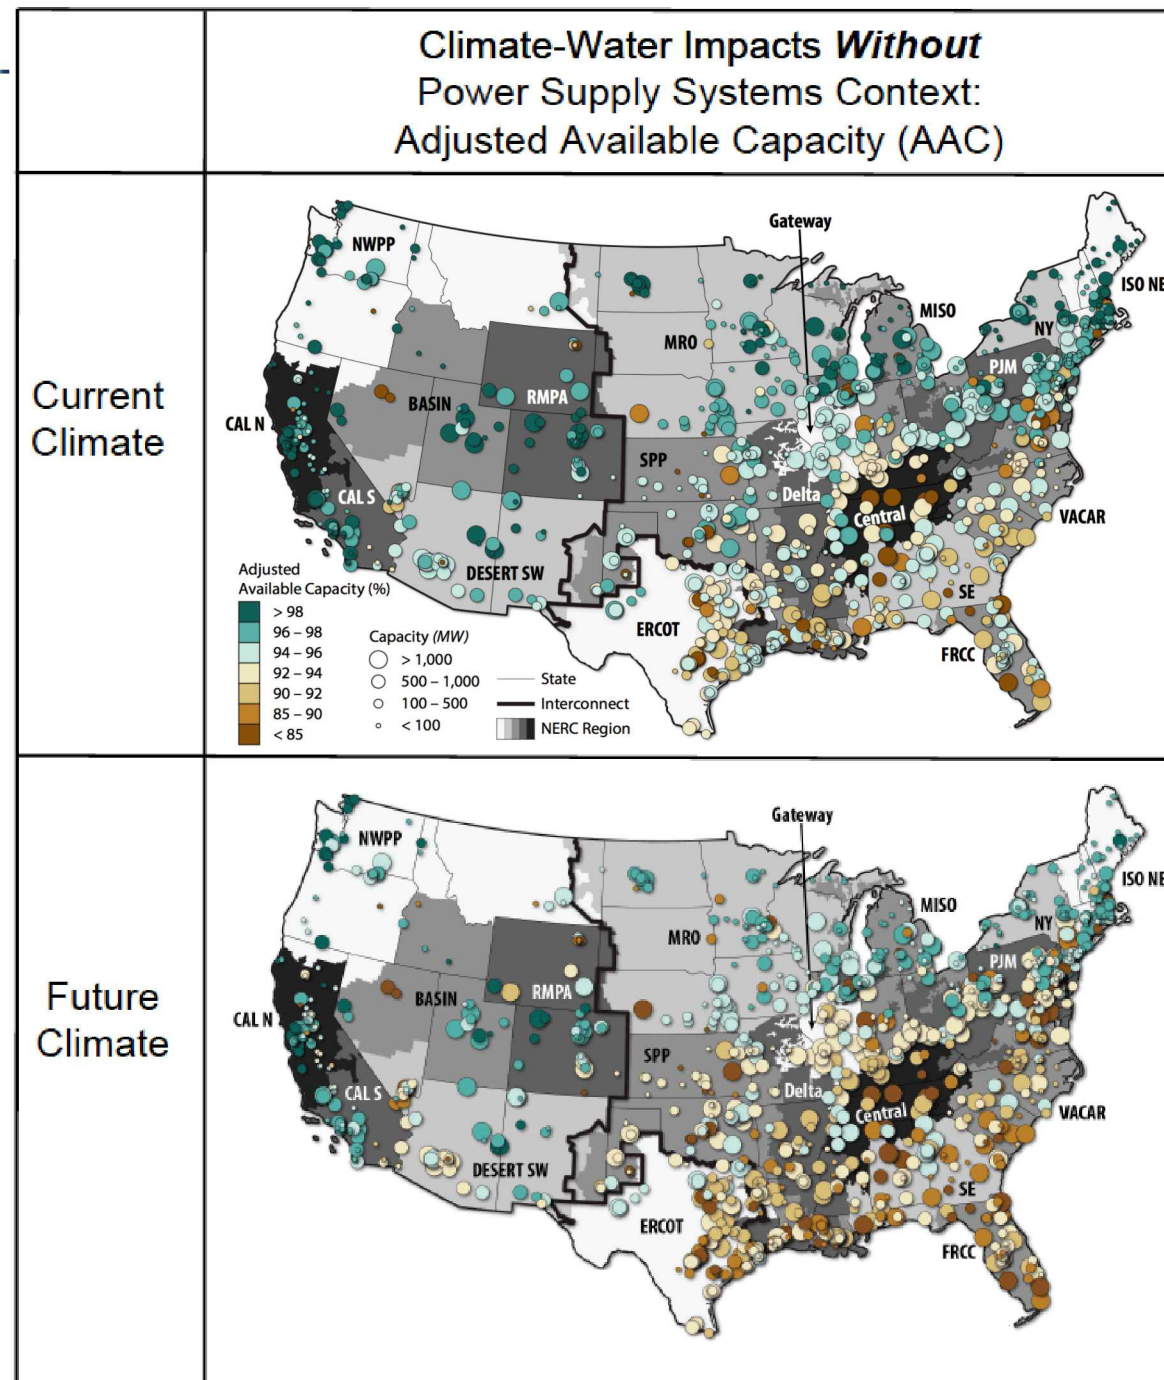 Climate-Water Impacts Without
Power Supply Systems Context:
Adjusted Available Capacity (AAC)
Current
Climate
NWPP
Gateway
ISO NE
MISO
NY
MRO
PJM
BASIN
RMPA
CAL N
SPP
CAL S
Delta
Central
VACAR
DESERT SW
SE
ERCOT
FRCC
Adjusted
Available Capacity (%)
> 98
96 – 98
94 – 96
92 – 94
90 – 92
85 – 90
< 85
Capacity (MW)
> 1,000
500 – 1,000
100 – 500
< 100
State
Interconnect
NERC Region
Future
Climate
Gateway
NWPP
ISO NE
MISO
NY
MRO
PJM
BASIN
RMPA
CAL N
SPP
CAL S
Delta
Central
VACAR
DESERT SW
SE
ERCOT
FRCC